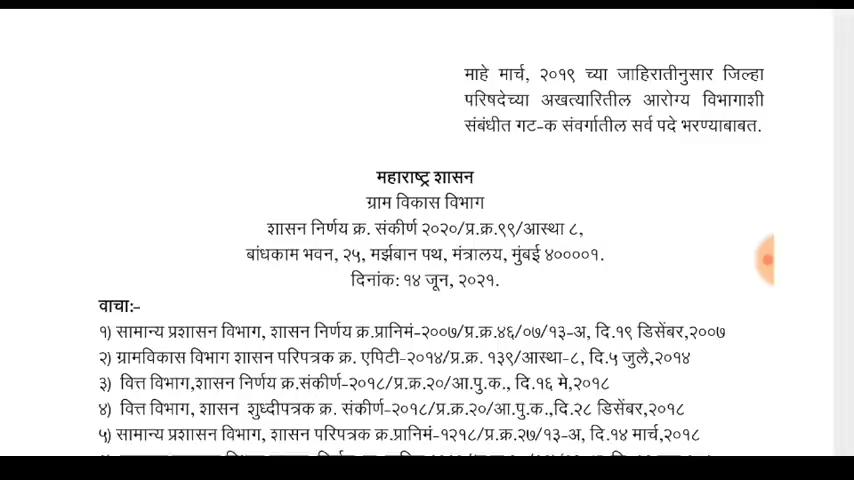 माहे मार्च, २०१९ च्या जाहिरातीनुसार जिल्हा
परिषदेच्या अखत्यारितील आरोग्य विभागाशी
संबंधीत गट-क संवर्गातील सर्व पदे भरण्याबाबत.
महाराष्ट्र शासन
ग्राम विकास विभाग
शासन निर्णय क्र. संकीर्ण २०२०/प्र.क्र.९९/आस्था ८,
बांधकाम भवन, २५, मर्झबान पथ, मंत्रालय, मुंबई ४००००१.
दिनांक: १४ जून, २०२१.
वाचा:-
१) सामान्य प्रशासन विभाग, शासन निर्णय क्र.प्रानिमं-२००७/प्र.क्र.४६/०७/१३-अ, दि.१९ डिसेंबर,२००७
२) ग्रामविकास विभाग शासन परिपत्रक क्र. एपिटी-२०१४/प्र.क्र. १३९/आस्था-८, दि.५ जुलै,२०१४
३) वित्त विभाग,शासन निर्णय क्र.संकीर्ण-२०१८/प्र.क्र.२०/आ.पु.क., दि.१६ मे,२०१८
४) वित्त विभाग, शासन शुध्दीपत्रक क्र. संकीर्ण-२०१८/प्र.क्र.२०/आ.पु.क.,दि.२८ डिसेंबर,२०१८
५) सामान्य प्रशासन विभाग, शासन परिपत्रक क्र.प्रानिमं-१२१८/प्र.क्र.२७/१३-अ, दि.१४ मार्च,२०१८